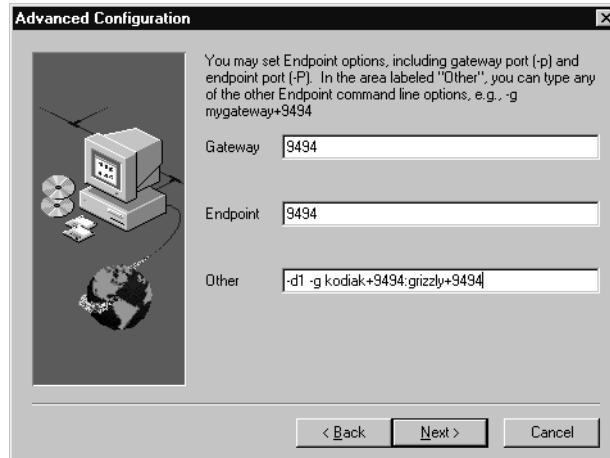 Advanced Configuration
You may set Endpoint options, including gateway port (-p) and
endpoint port (-P). In the area labeled "Other", you can type any
of the other Endpoint command line options, e.g., -g
mygateway+9494
Gateway 9494
Endpoint 9494
Other -d1 -g kodiak+9494:grizzly+9494
< Back Next > Cancel